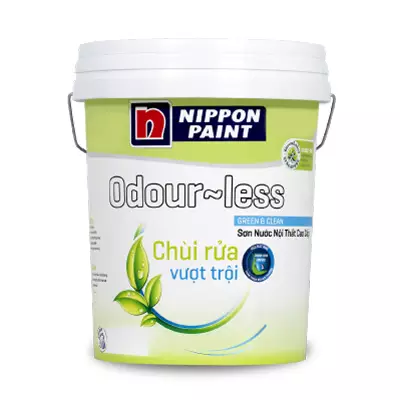 n
NIPPON
PAINT
Odour~less
GREEN & CLEAN
Sơn Nước Nội Thất Cao Cấp
Chùi rửa
vượt trội